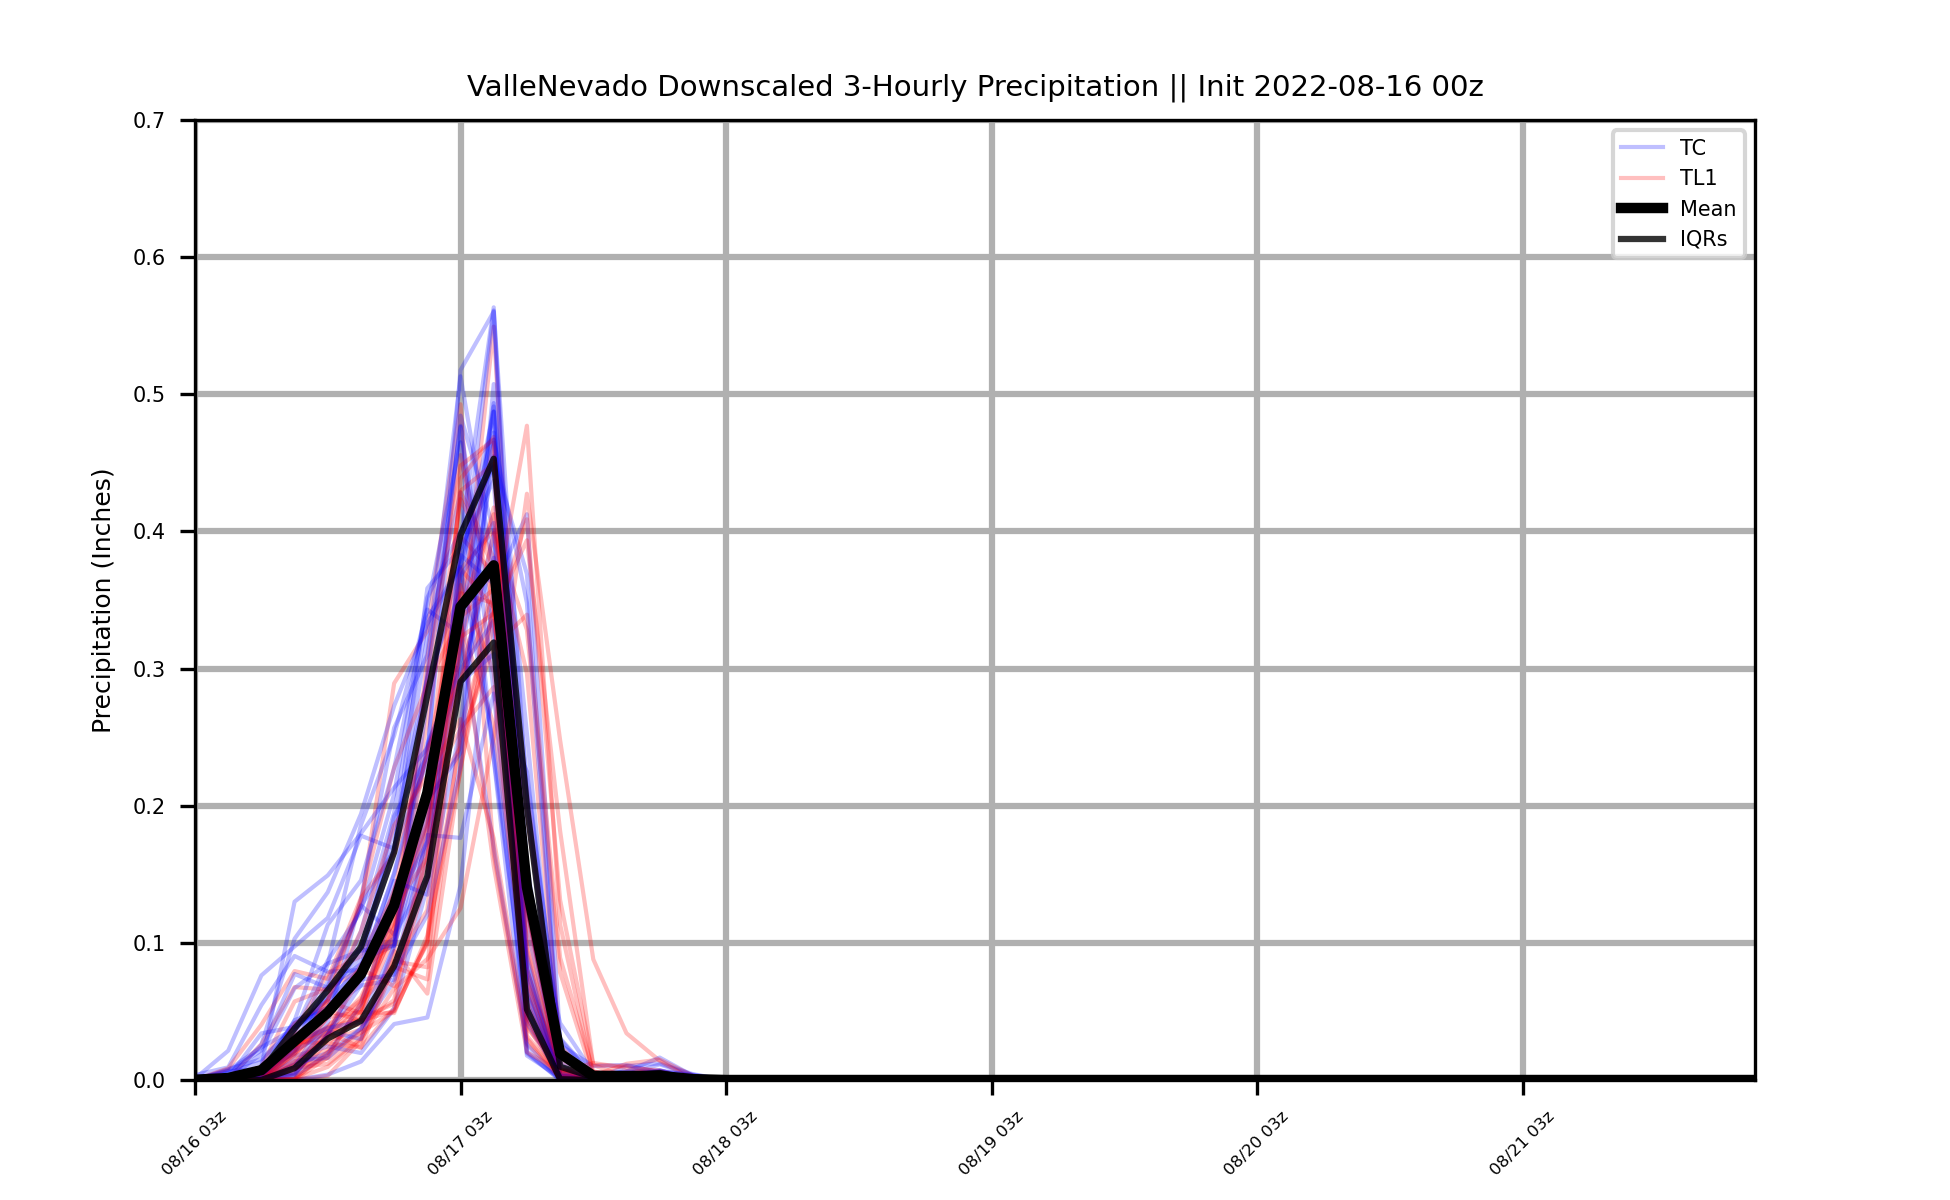 ValleNevado Downscaled 3-Hourly Precipitation || Init 2022-08-16 00z
Precipitation (Inches)
0.7
0.6
0.5
0.4
0.3
0.2
0.1
0.0
TC
TL1
Mean
IQRs
08/16 03z
08/17 03z
08/18 03z
08/19 03z
08/20 03z
08/21 03z